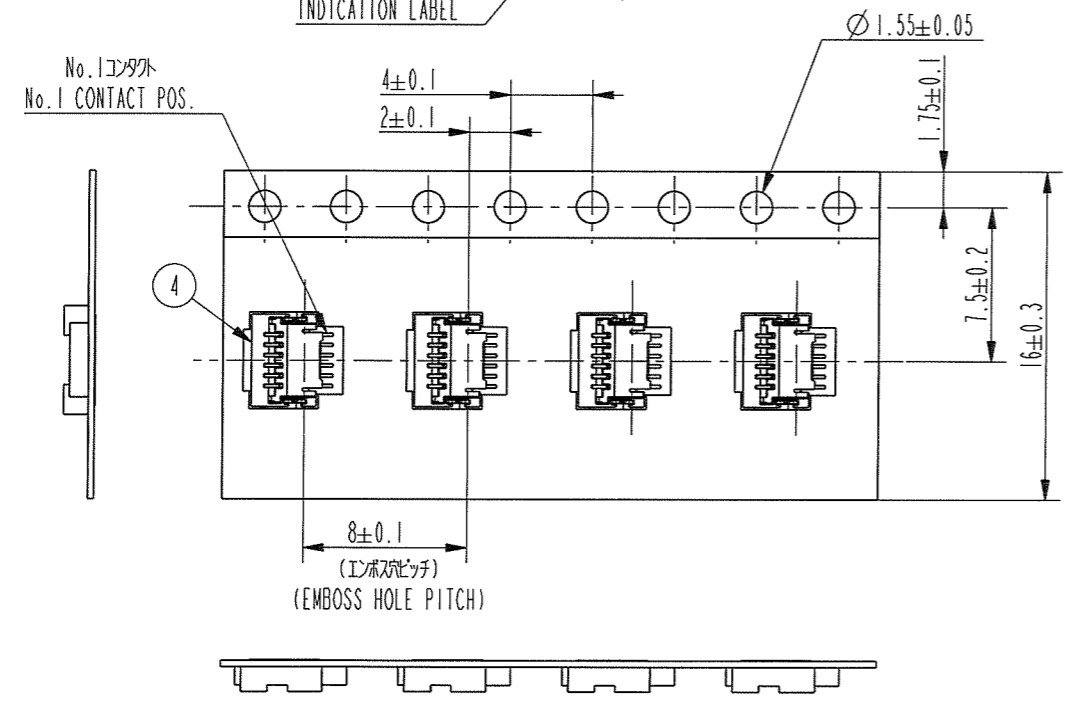 INDICATION LABEL
∅1.55±0.05
No.1コンタクト
No.1 CONTACT POS.
4±0.1
2±0.1
1.75±0.1
7.5±0.2
16±0.3
4
8±0.1
(エンボス穴ピッチ)
(EMBOSS HOLE PITCH)